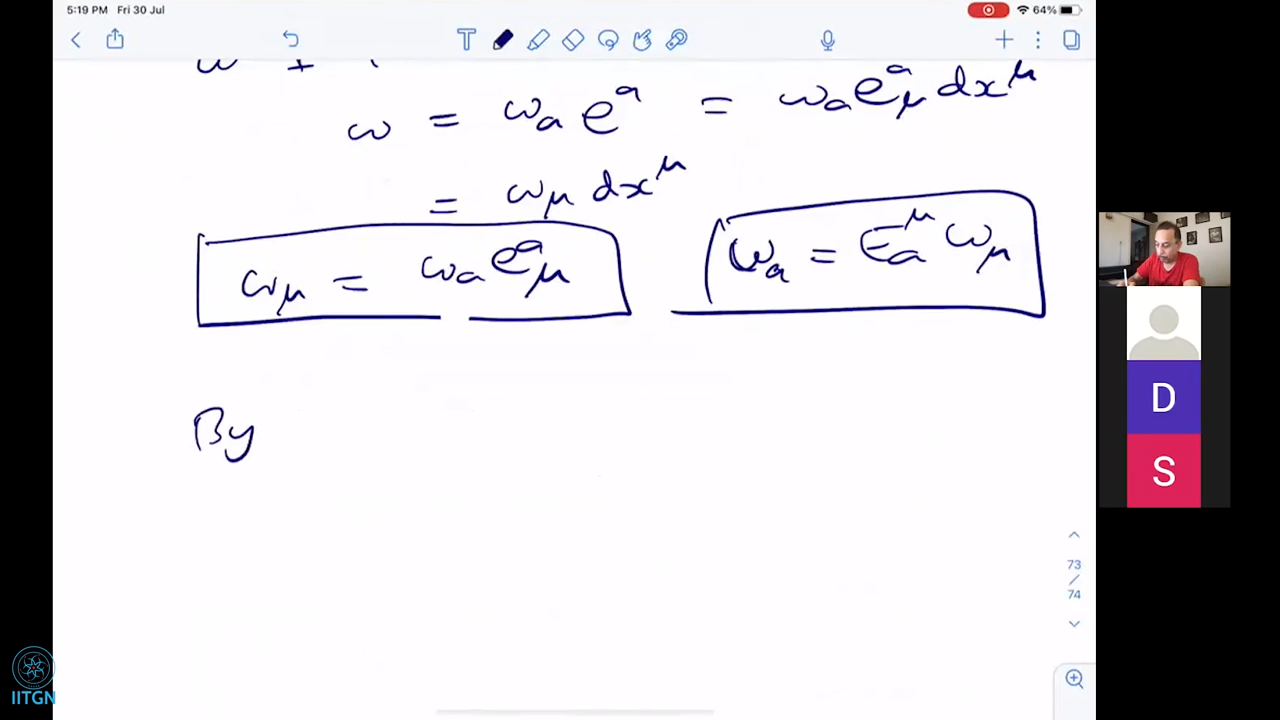 5:19 PM Fri 30 Jul
64%
T
ω = ω_a e^a = ω_a e^a_μ dx^μ
= ω_μ dx^μ
ω_μ = ω_a e^a_μ
ω_a = E_a^μ ω_μ
By
D
S
73
/
74
IITGN